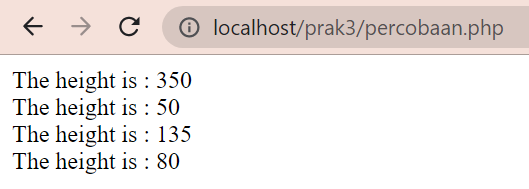 localhost/prak3/percobaan.php
The height is : 350
The height is : 50
The height is : 135
The height is : 80